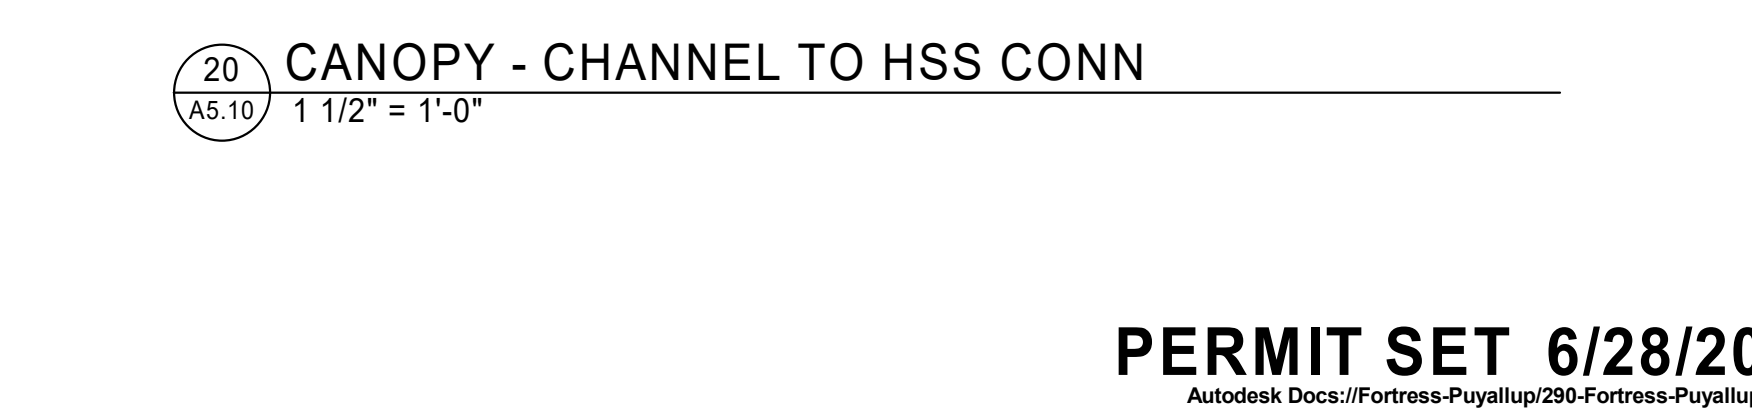 20
CANOPY - CHANNEL TO HSS CONN
A5.10
1 1/2" = 1'-0"
PERMIT SET 6/28/20
Autodesk Docs://Fortress-Puyallup/290-Fortress-Puyallup